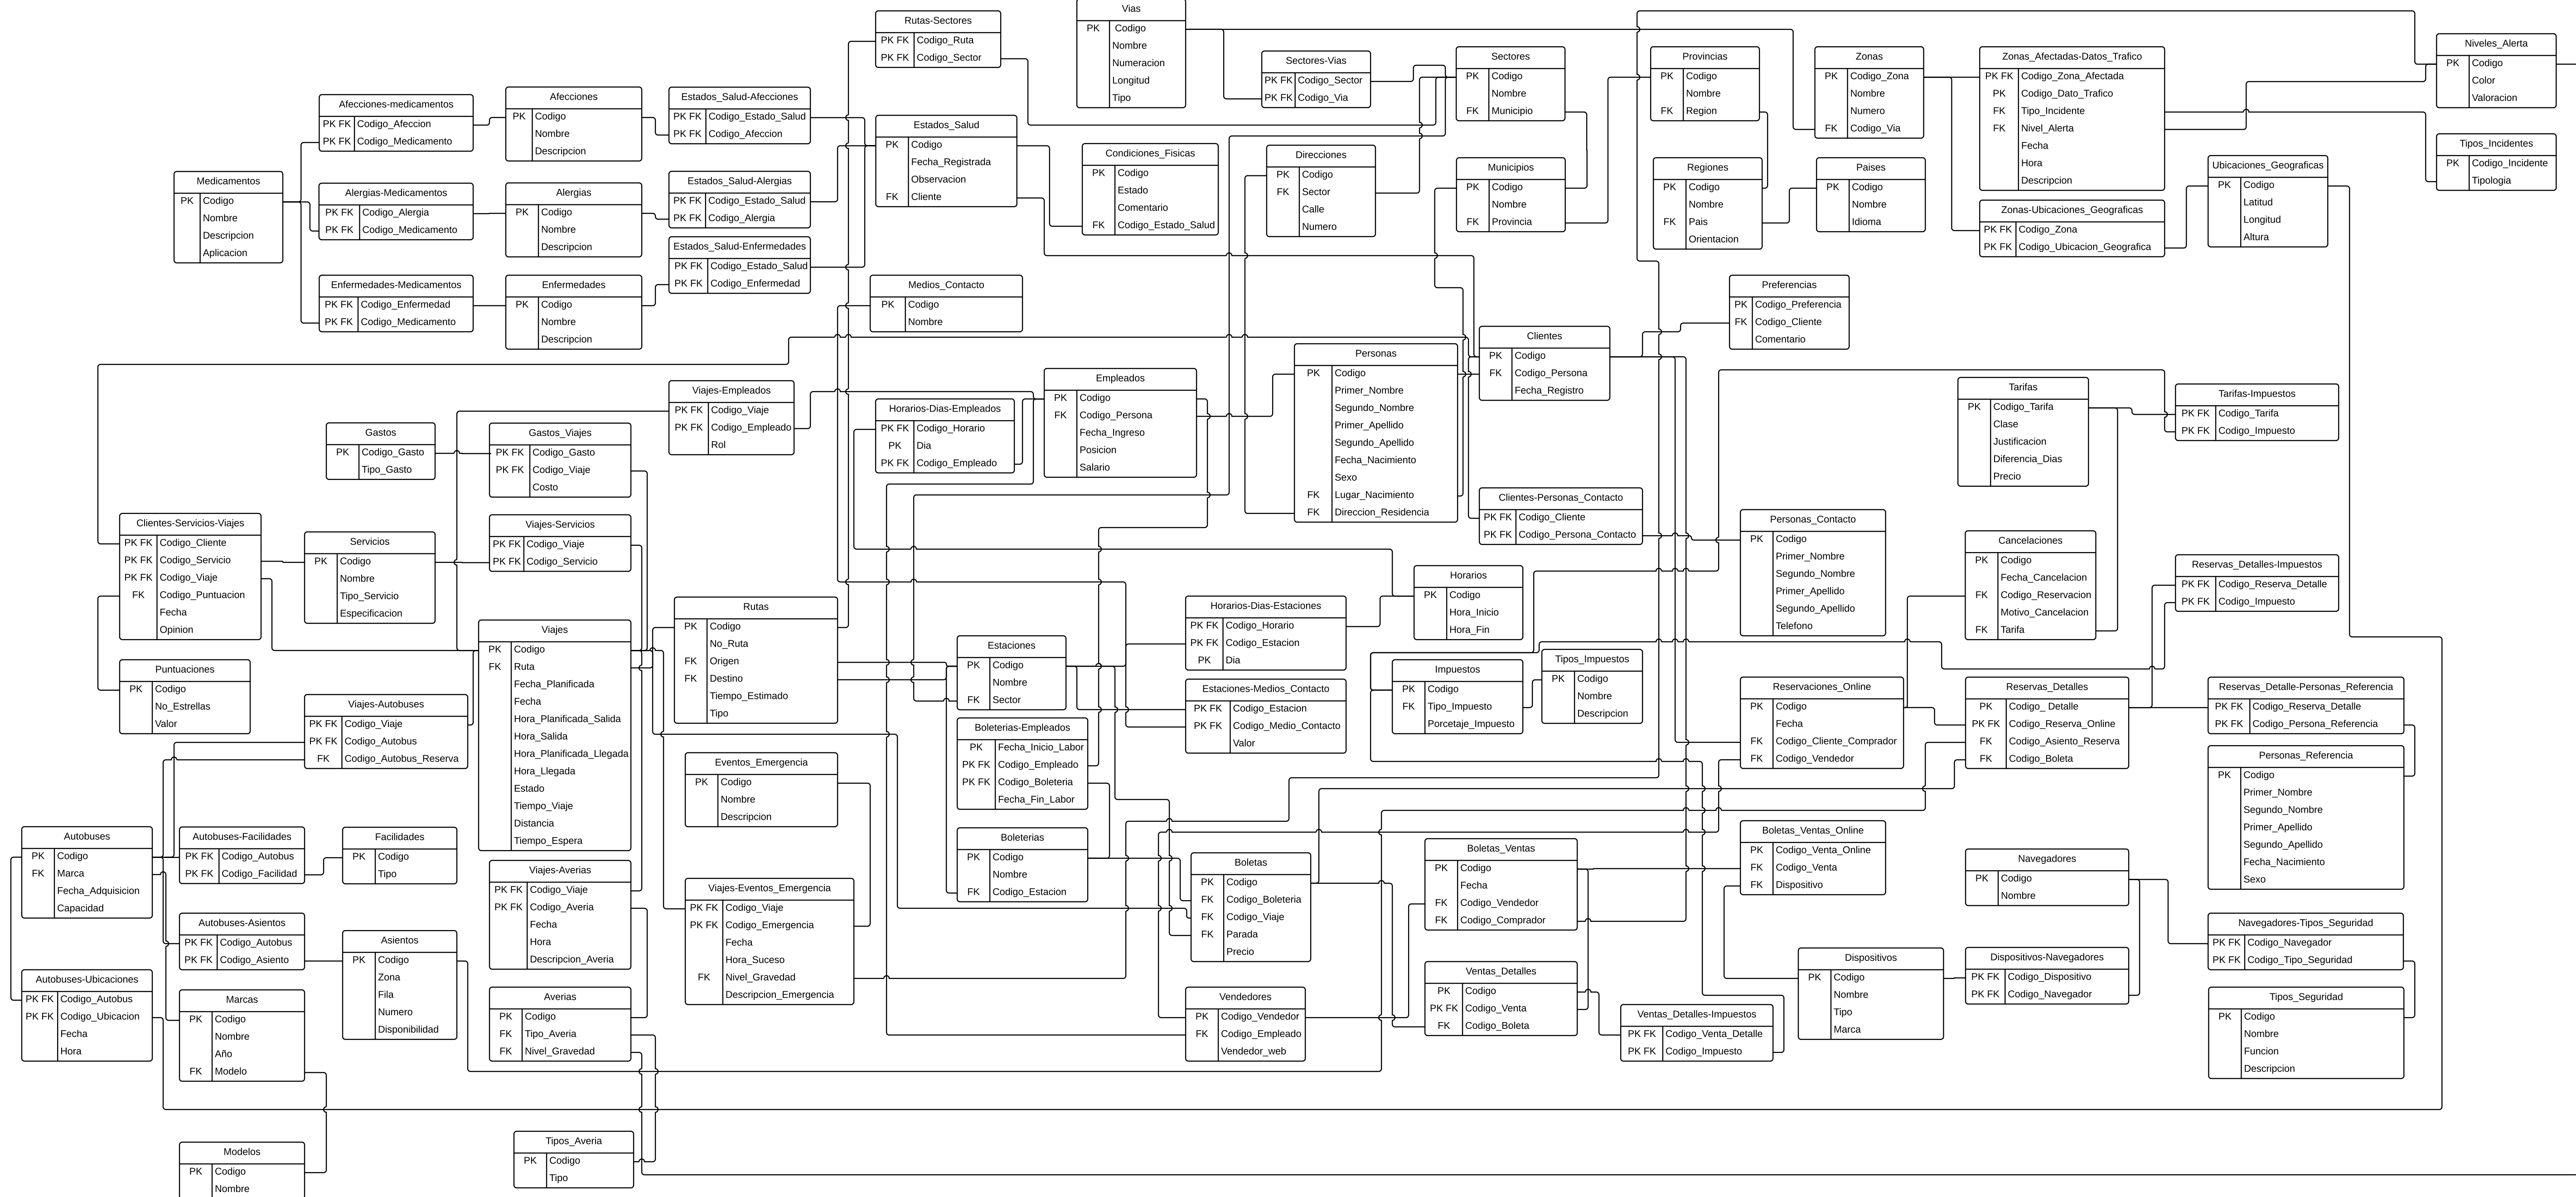 Vias
PK Codigo
Nombre
Numeracion
Longitud
Tipo
Rutas-Sectores
PK FK Codigo_Ruta
PK FK Codigo_Sector
Sectores-Vias
PK FK Codigo_Sector
PK FK Codigo_Via
Sectores
PK Codigo
Nombre
FK Municipio
Provincias
PK Codigo
Nombre
FK Region
Zonas
PK Codigo_Zona
Nombre
Numero
FK Codigo_Via
Zonas_Afectadas-Datos_Trafico
PK FK Codigo_Zona_Afectada
PK Codigo_Dato_Trafico
FK Tipo_Incidente
FK Nivel_Alerta
Fecha
Hora
Descripcion
Niveles_Alerta
PK Codigo
Color
Valoracion
Tipos_Incidentes
PK Codigo_Incidente
Tipologia
Afecciones-medicamentos
PK FK Codigo_Afeccion
PK FK Codigo_Medicamento
Afecciones
PK Codigo
Nombre
Descripcion
Estados_Salud-Afecciones
PK FK Codigo_Estado_Salud
PK FK Codigo_Afeccion
Estados_Salud
PK Codigo
Fecha_Registrada
Observacion
FK Cliente
Condiciones_Fisicas
PK Codigo
Estado
Comentario
FK Codigo_Estado_Salud
Direcciones
PK Codigo
FK Sector
Calle
Numero
Municipios
PK Codigo
Nombre
FK Provincia
Regiones
PK Codigo
Nombre
FK Pais
Orientacion
Paises
PK Codigo
Nombre
Idioma
Ubicaciones_Geograficas
PK Codigo
Latitud
Longitud
Altura
Zonas-Ubicaciones_Geograficas
PK FK Codigo_Zona
PK FK Codigo_Ubicacion_Geografica
Medicamentos
PK Codigo
Nombre
Descripcion
Aplicacion
Alergias-Medicamentos
PK FK Codigo_Alergia
PK FK Codigo_Medicamento
Alergias
PK Codigo
Nombre
Descripcion
Estados_Salud-Alergias
PK FK Codigo_Estado_Salud
PK FK Codigo_Alergia
Estados_Salud-Enfermedades
PK FK Codigo_Estado_Salud
PK FK Codigo_Enfermedad
Enfermedades-Medicamentos
PK FK Codigo_Enfermedad
PK FK Codigo_Medicamento
Enfermedades
PK Codigo
Nombre
Descripcion
Medios_Contacto
PK Codigo
Nombre
Preferencias
PK Codigo_Preferencia
FK Codigo_Cliente
Comentario
Clientes
PK Codigo
FK Codigo_Persona
Fecha_Registro
Personas
PK Codigo
Primer_Nombre
Segundo_Nombre
Primer_Apellido
Segundo_Apellido
Fecha_Nacimiento
Sexo
FK Lugar_Nacimiento
FK Direccion_Residencia
Empleados
PK Codigo
FK Codigo_Persona
Fecha_Ingreso
Posicion
Salario
Viajes-Empleados
PK FK Codigo_Viaje
PK FK Codigo_Empleado
Rol
Horarios-Dias-Empleados
PK FK Codigo_Horario
PK Dia
PK FK Codigo_Empleado
Tarifas
PK Codigo_Tarifa
Clase
Justificacion
Diferencia_Dias
Precio
Tarifas-Impuestos
PK FK Codigo_Tarifa
PK FK Codigo_Impuesto
Gastos
PK Codigo_Gasto
Tipo_Gasto
Gastos_Viajes
PK FK Codigo_Gasto
PK FK Codigo_Viaje
Costo
Clientes-Personas_Contacto
PK FK Codigo_Cliente
PK FK Codigo_Persona_Contacto
Personas_Contacto
PK Codigo
Primer_Nombre
Segundo_Nombre
Primer_Apellido
Segundo_Apellido
Telefono
Cancelaciones
PK Codigo
Fecha_Cancelacion
FK Codigo_Reservacion
Motivo_Cancelacion
FK Tarifa
Reservas_Detalles-Impuestos
PK FK Codigo_Reserva_Detalle
PK FK Codigo_Impuesto
Clientes-Servicios-Viajes
PK FK Codigo_Cliente
PK FK Codigo_Servicio
PK FK Codigo_Viaje
FK Codigo_Puntuacion
Fecha
Opinion
Servicios
PK Codigo
Nombre
Tipo_Servicio
Especificacion
Viajes-Servicios
PK FK Codigo_Viaje
PK FK Codigo_Servicio
Horarios
PK Codigo
Hora_Inicio
Hora_Fin
Rutas
PK Codigo
No_Ruta
FK Origen
FK Destino
Tiempo_Estimado
Tipo
Horarios-Dias-Estaciones
PK FK Codigo_Horario
PK FK Codigo_Estacion
PK Dia
Viajes
PK Codigo
FK Ruta
Fecha_Planificada
Fecha
Hora_Planificada_Salida
Hora_Salida
Hora_Planificada_Llegada
Hora_Llegada
Estado
Tiempo_Viaje
Distancia
Tiempo_Espera
Estaciones
PK Codigo
Nombre
FK Sector
Impuestos
PK Codigo
FK Tipo_Impuesto
Porcetaje_Impuesto
Tipos_Impuestos
PK Codigo
Nombre
Descripcion
Puntuaciones
PK Codigo
No_Estrellas
Valor
Estaciones-Medios_Contacto
PK FK Codigo_Estacion
PK FK Codigo_Medio_Contacto
Valor
Reservaciones_Online
PK Codigo
Fecha
FK Codigo_Cliente_Comprador
FK Codigo_Vendedor
Reservas_Detalles
PK Codigo_ Detalle
PK FK Codigo_Reserva_Online
FK Codigo_Asiento_Reserva
FK Codigo_Boleta
Reservas_Detalle-Personas_Referencia
PK FK Codigo_Reserva_Detalle
PK FK Codigo_Persona_Referencia
Viajes-Autobuses
PK FK Codigo_Viaje
PK FK Codigo_Autobus
FK Codigo_Autobus_Reserva
Boleterias-Empleados
PK Fecha_Inicio_Labor
PK FK Codigo_Empleado
PK FK Codigo_Boleteria
Fecha_Fin_Labor
Eventos_Emergencia
PK Codigo
Nombre
Descripcion
Personas_Referencia
PK Codigo
Primer_Nombre
Segundo_Nombre
Primer_Apellido
Segundo_Apellido
Fecha_Nacimiento
Sexo
Autobuses
PK Codigo
FK Marca
Fecha_Adquisicion
Capacidad
Autobuses-Facilidades
PK FK Codigo_Autobus
PK FK Codigo_Facilidad
Facilidades
PK Codigo
Tipo
Boleterias
PK Codigo
Nombre
FK Codigo_Estacion
Boletas
PK Codigo
FK Codigo_Boleteria
FK Codigo_Viaje
FK Parada
Precio
Boletas_Ventas
PK Codigo
Fecha
FK Codigo_Vendedor
FK Codigo_Comprador
Boletas_Ventas_Online
PK Codigo_Venta_Online
FK Codigo_Venta
FK Dispositivo
Navegadores
PK Codigo
Nombre
Viajes-Averias
PK FK Codigo_Viaje
PK FK Codigo_Averia
Fecha
Hora
Descripcion_Averia
Viajes-Eventos_Emergencia
PK FK Codigo_Viaje
PK FK Codigo_Emergencia
Fecha
Hora_Suceso
FK Nivel_Gravedad
Descripcion_Emergencia
Autobuses-Asientos
PK FK Codigo_Autobus
PK FK Codigo_Asiento
Asientos
PK Codigo
Zona
Fila
Numero
Disponibilidad
Navegadores-Tipos_Seguridad
PK FK Codigo_Navegador
PK FK Codigo_Tipo_Seguridad
Autobuses-Ubicaciones
PK FK Codigo_Autobus
PK FK Codigo_Ubicacion
Fecha
Hora
Marcas
PK Codigo
Nombre
Año
FK Modelo
Averias
PK Codigo
FK Tipo_Averia
FK Nivel_Gravedad
Vendedores
PK Codigo_Vendedor
FK Codigo_Empleado
Vendedor_web
Ventas_Detalles
PK Codigo
PK FK Codigo_Venta
FK Codigo_Boleta
Ventas_Detalles-Impuestos
PK FK Codigo_Venta_Detalle
PK FK Codigo_Impuesto
Dispositivos
PK Codigo
Nombre
Tipo
Marca
Dispositivos-Navegadores
PK FK Codigo_Dispositivo
PK FK Codigo_Navegador
Tipos_Seguridad
PK Codigo
Nombre
Funcion
Descripcion
Modelos
PK Codigo
Nombre
Tipos_Averia
PK Codigo
Tipo